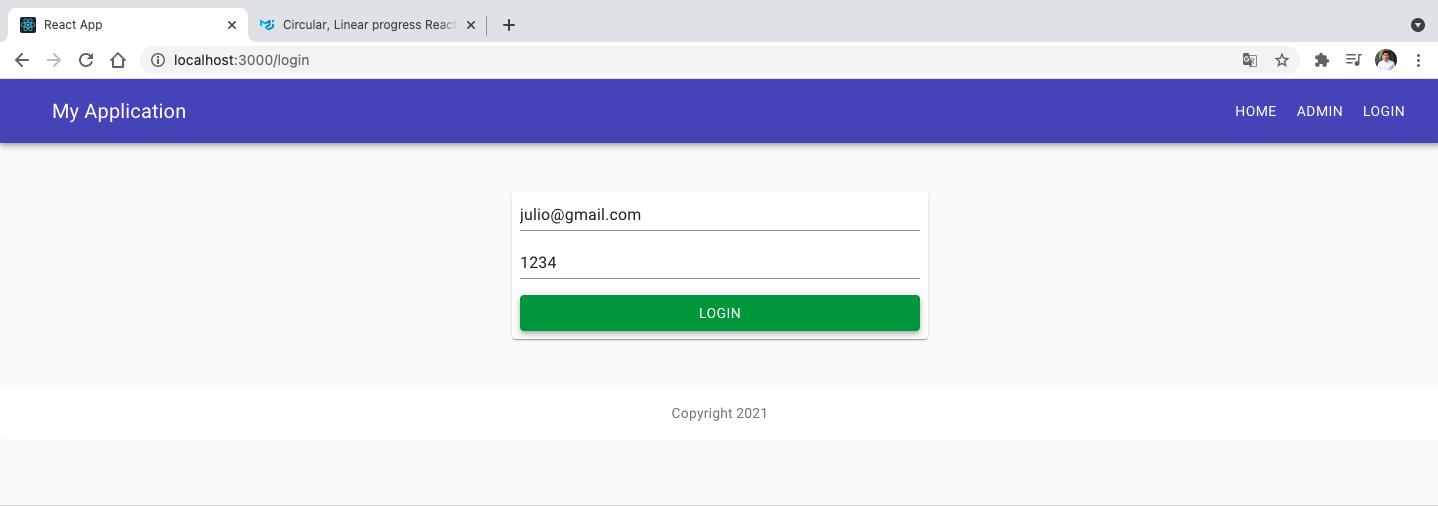 React App
Circular, Linear progress React
localhost:3000/login
My Application
HOME ADMIN LOGIN
julio@gmail.com
1234
LOGIN
Copyright 2021